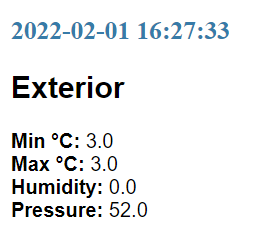 2022-02-01 16:27:33
Exterior
Min °C: 3.0
Max °C: 3.0
Humidity: 0.0
Pressure: 52.0